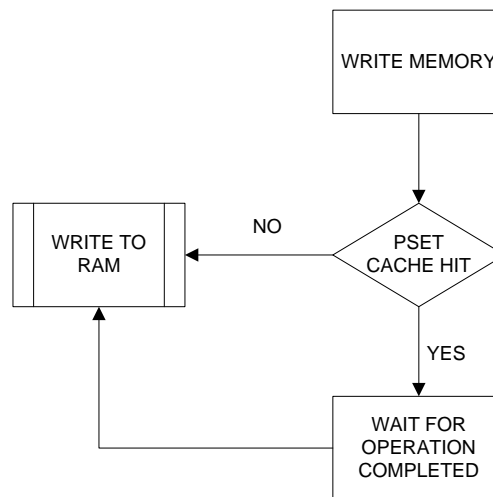 WRITE MEMORY
NO
WRITE TO
RAM
PSET
CACHE HIT
YES
WAIT FOR
OPERATION
COMPLETED